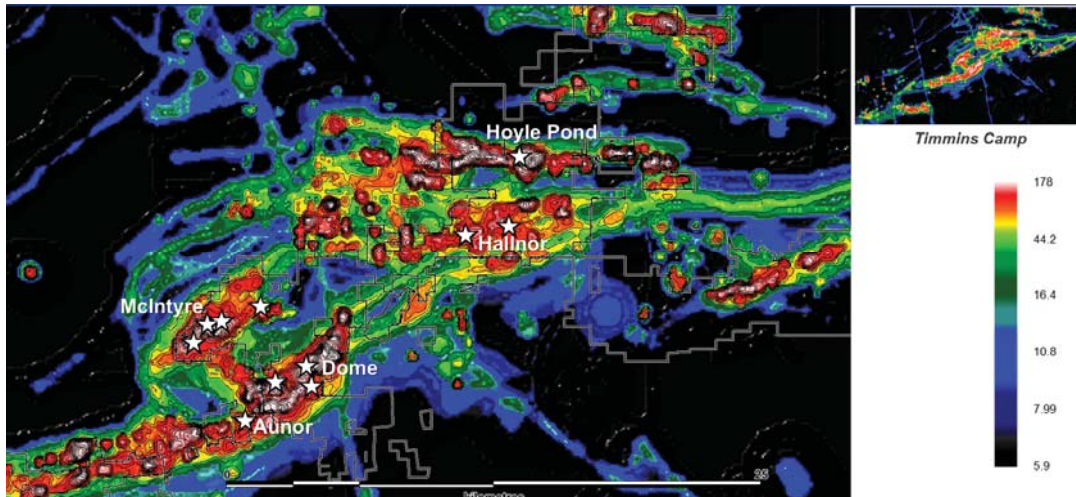 Hoyle Pond
Hallnor
McIntyre
Dome
Aunor
25
kilometres
Timmins Camp
178
44.2
16.4
10.8
7.99
5.9